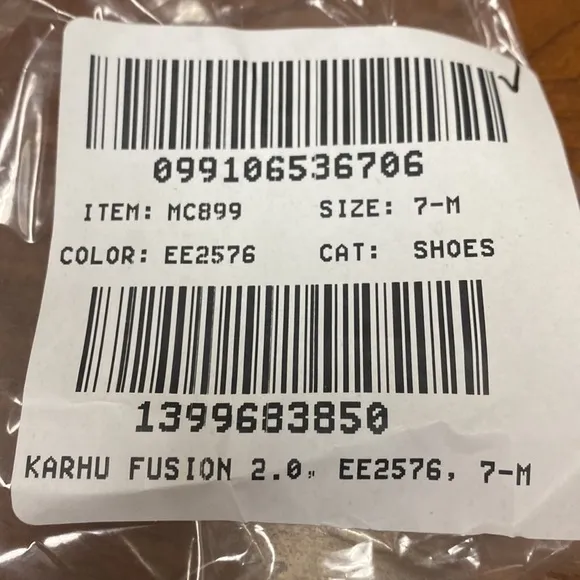 099106536706
ITEM: MC899 SIZE: 7-M
COLOR: EE2576 CAT: SHOES
1399683850
KARHU FUSION 2.0, EE2576, 7-M